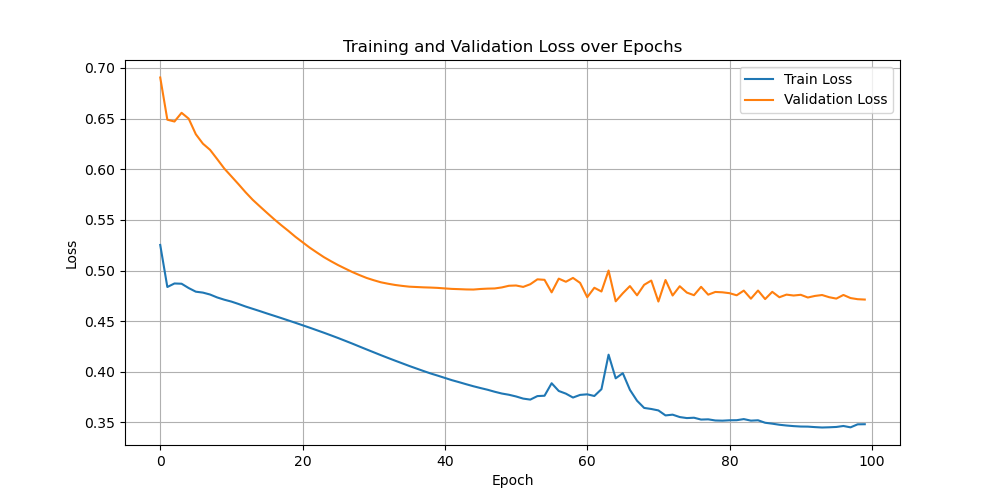 Training and Validation Loss over Epochs
Train Loss
Validation Loss
0.70
0.65
0.60
0.55
0.50
0.45
0.40
0.35
Loss
0 20 40 60 80 100
Epoch